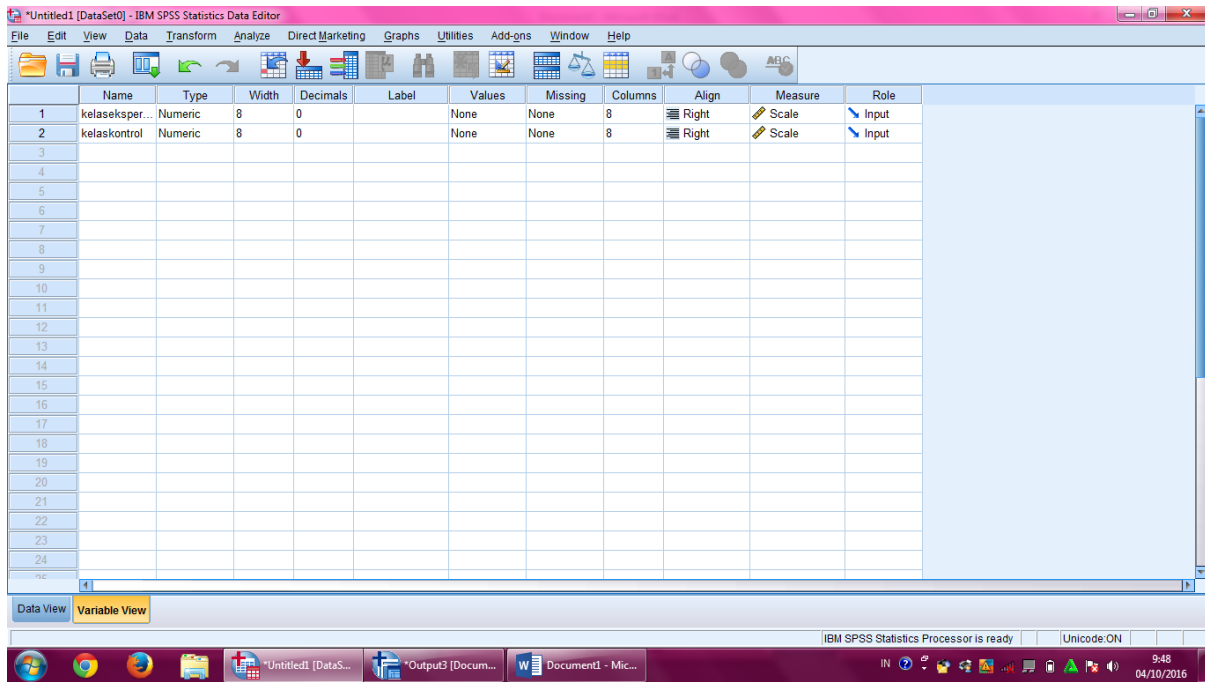 *Untitled1 [DataSet0] - IBM SPSS Statistics Data Editor
File Edit View Data Transform Analyze Direct Marketing Graphs Utilities Add-ons Window Help
Name Type Width Decimals Label Values Missing Columns Align Measure Role
1 kelaseksper... Numeric 8 0 None None 8 Right Scale Input
2 kelaskontrol Numeric 8 0 None None 8 Right Scale Input
3
4
5
6
7
8
9
10
11
12
13
14
15
16
17
18
19
20
21
22
23
24
Data View Variable View
IBM SPSS Statistics Processor is ready Unicode:ON
*Untitled1 [DataS... *Output3 [Docum... Document1 - Mic... IN 9:48
04/10/2016